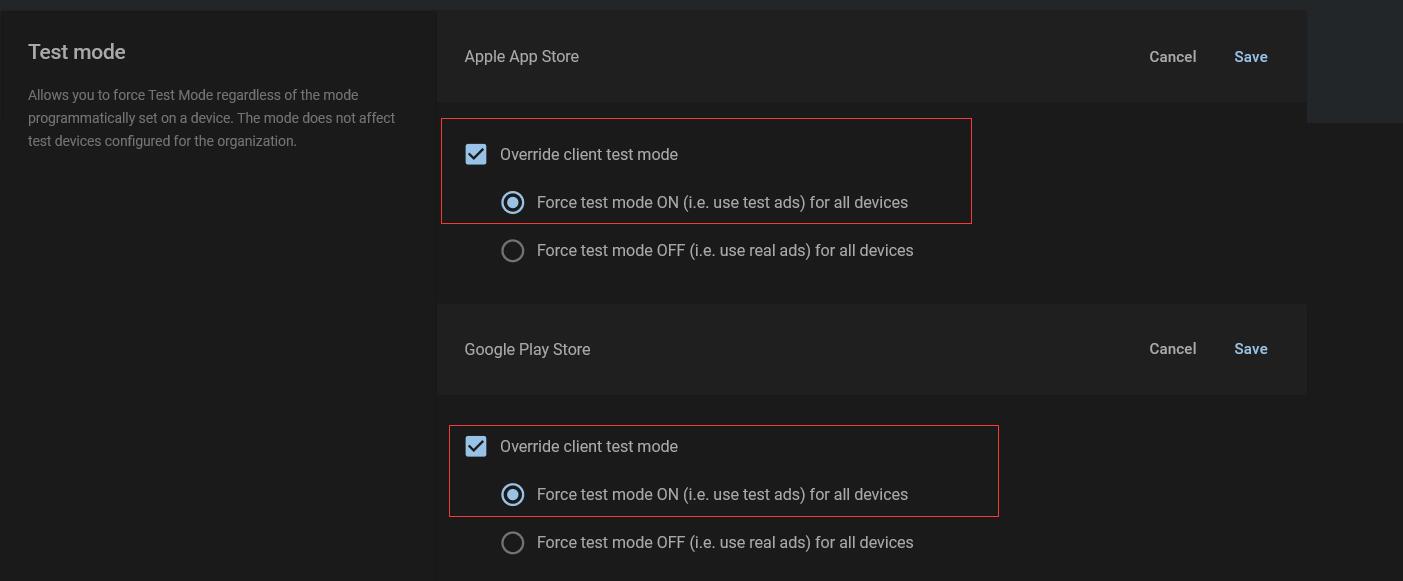 Test mode
Allows you to force Test Mode regardless of the mode
programmatically set on a device. The mode does not affect
test devices configured for the organization.
Apple App Store
Cancel
Save
Override client test mode
Force test mode ON (i.e. use test ads) for all devices
Force test mode OFF (i.e. use real ads) for all devices
Google Play Store
Cancel
Save
Override client test mode
Force test mode ON (i.e. use test ads) for all devices
Force test mode OFF (i.e. use real ads) for all devices